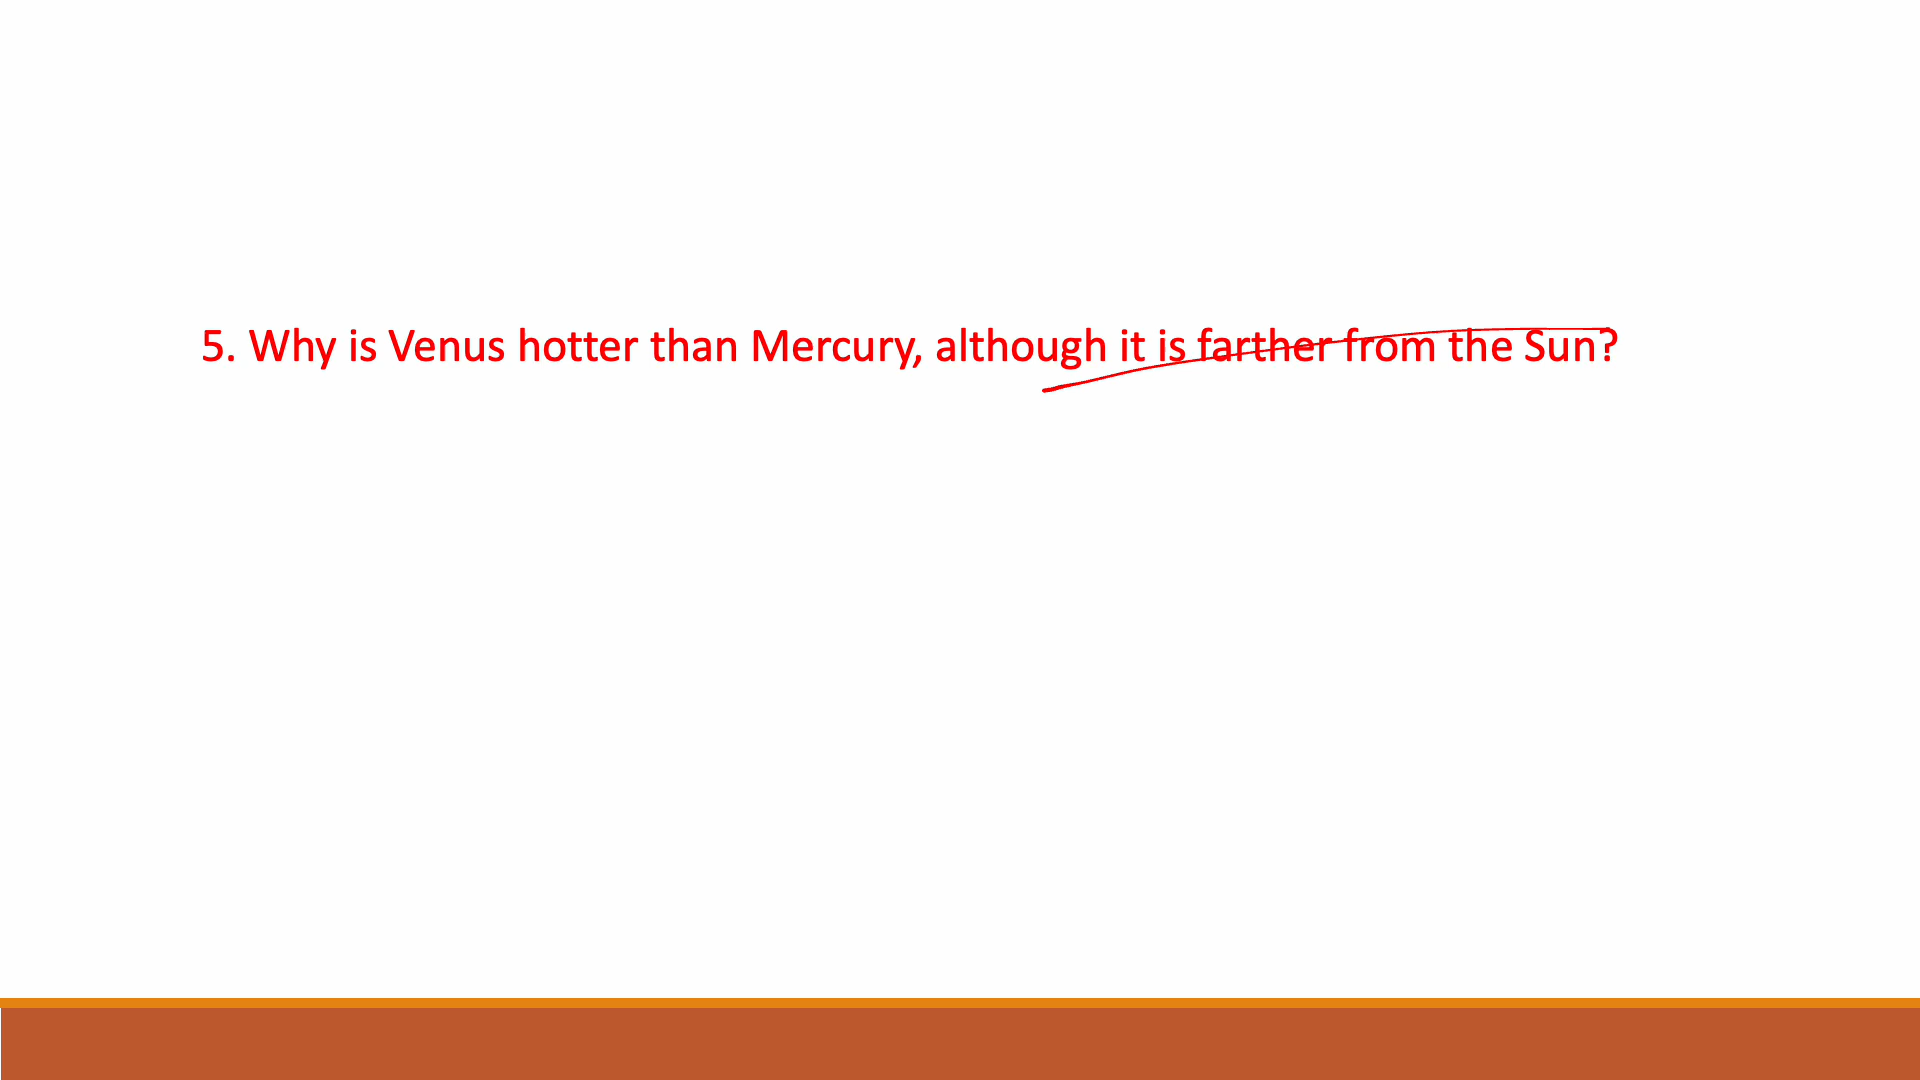 5. Why is Venus hotter than Mercury, although it is farther from the Sun?